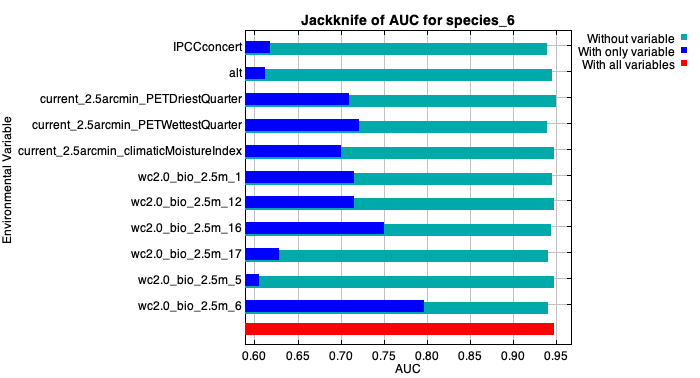 Jackknife of AUC for species_6
Without variable
With only variable
With all variables
Environmental Variable
IPCCconcert
alt
current_2.5arcmin_PETDriestQuarter
current_2.5arcmin_PETWettestQuarter
current_2.5arcmin_climaticMoistureIndex
wc2.0_bio_2.5m_1
wc2.0_bio_2.5m_12
wc2.0_bio_2.5m_16
wc2.0_bio_2.5m_17
wc2.0_bio_2.5m_5
wc2.0_bio_2.5m_6
0.60 0.65 0.70 0.75 0.80 0.85 0.90 0.95
AUC